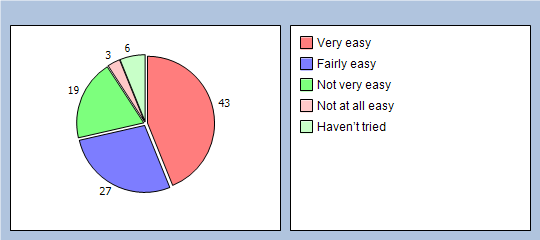 6
3
19
43
27
Very easy
Fairly easy
Not very easy
Not at all easy
Haven't tried